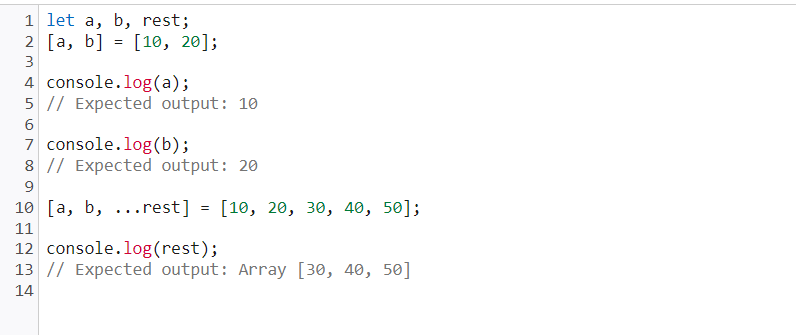 1 let a, b, rest;
2 [a, b] = [10, 20];
3
4 console.log(a);
5 // Expected output: 10
6
7 console.log(b);
8 // Expected output: 20
9
10 [a, b, ...rest] = [10, 20, 30, 40, 50];
11
12 console.log(rest);
13 // Expected output: Array [30, 40, 50]
14